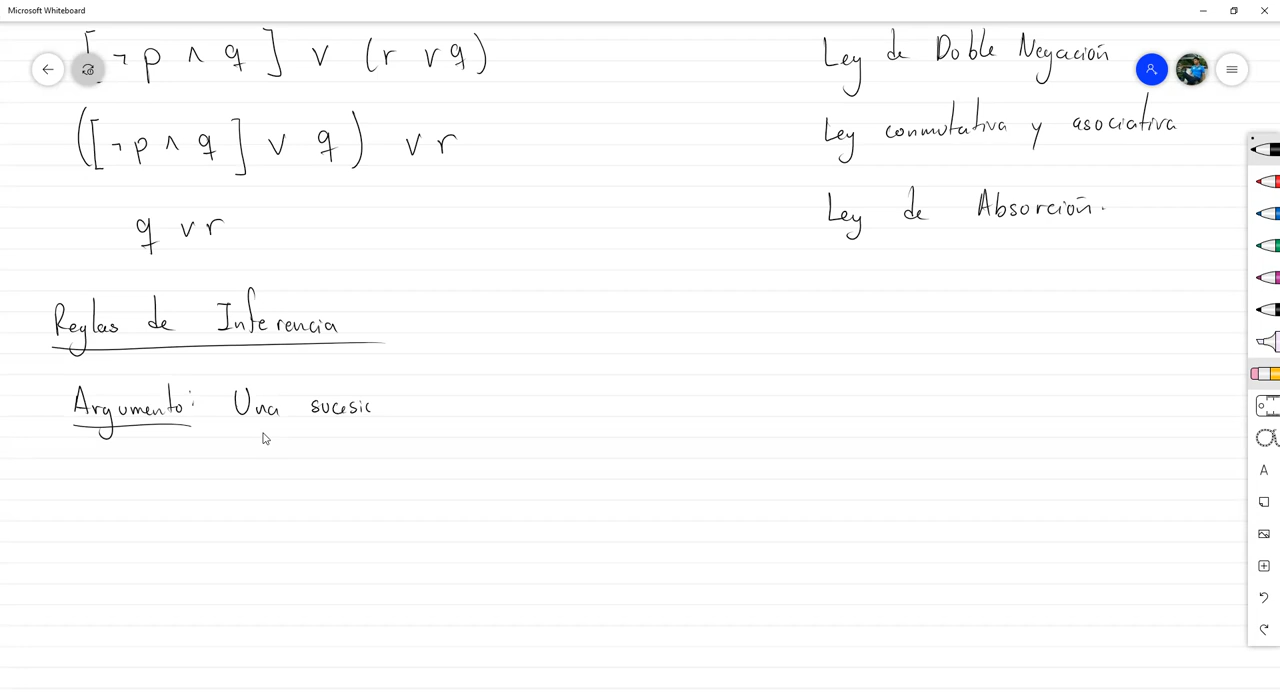 Microsoft Whiteboard
[¬p ∧ q] ∨ (r ∨ q) Ley de Doble Negación
([¬p ∧ q] ∨ q) ∨ r Ley conmutativa y asociativa
q ∨ r Ley de Absorción.
Reglas de Inferencia
Argumento: Una sucesic
A